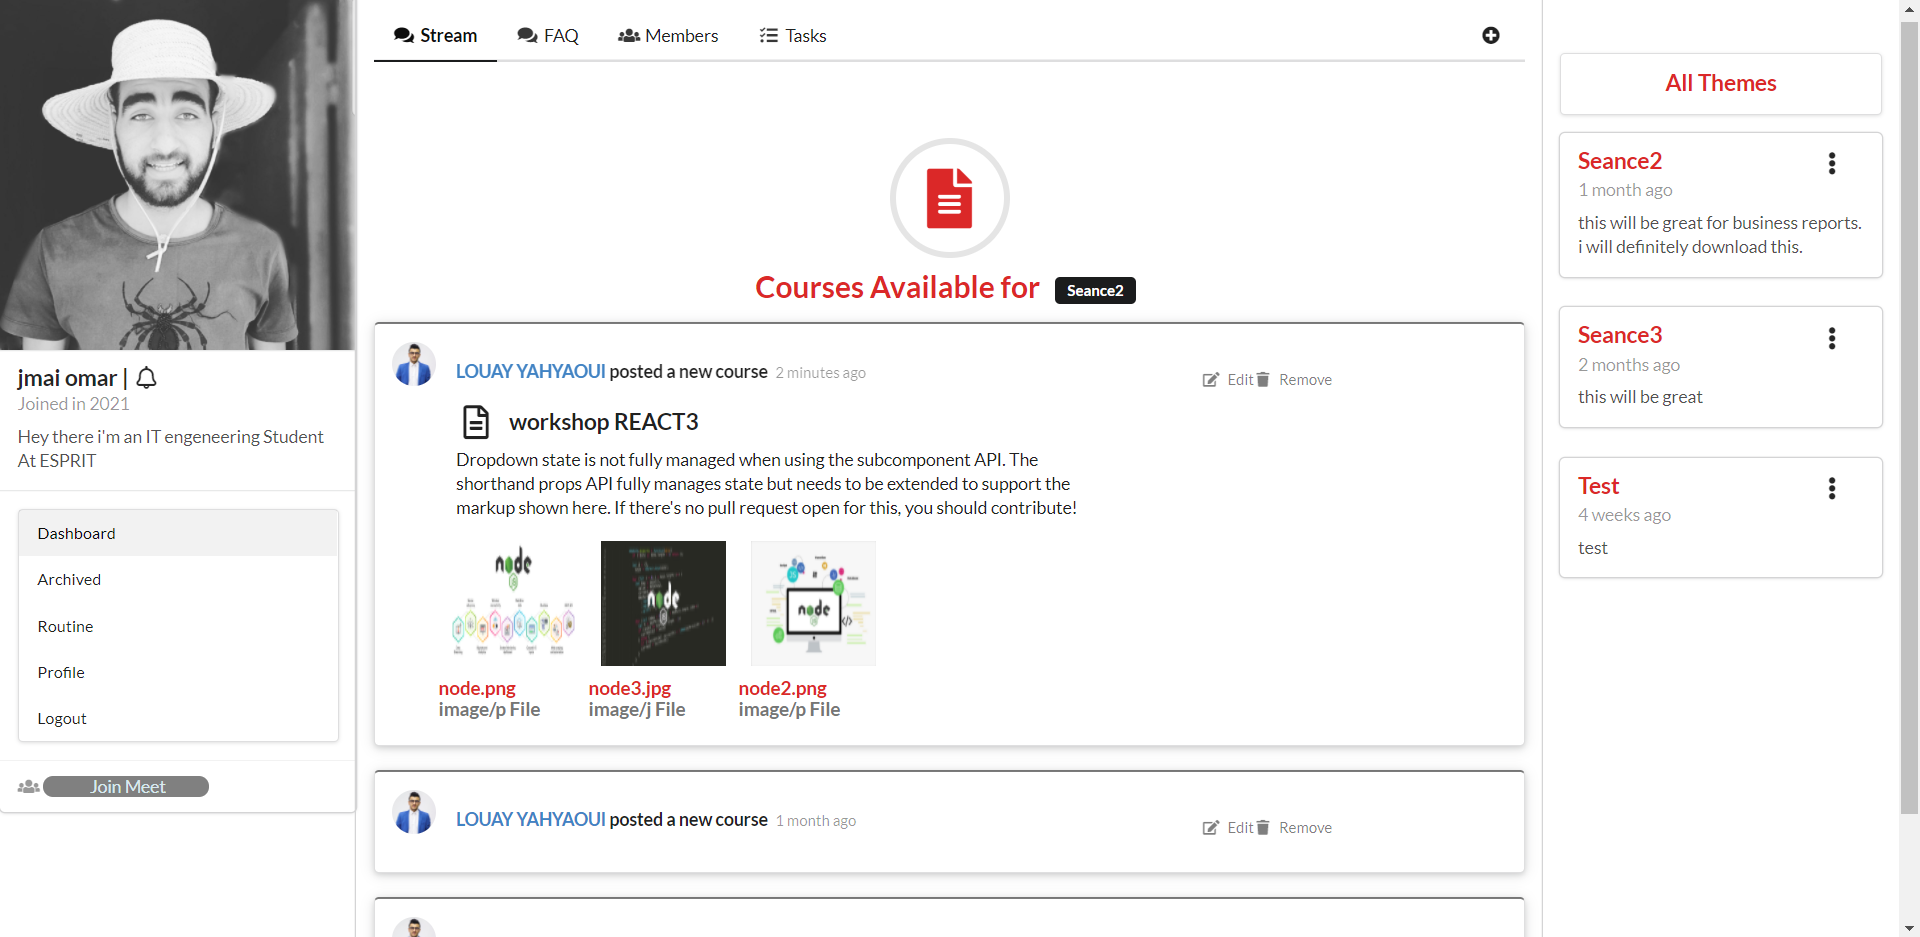 Stream
FAQ
Members
Tasks
jmai omar |
Joined in 2021
Hey there i'm an IT engeneering Student
At ESPRIT
Dashboard
Archived
Routine
Profile
Logout
Join Meet
Courses Available for Seance2
LOUAY YAHYAOUI posted a new course 2 minutes ago
Edit Remove
workshop REACT3
Dropdown state is not fully managed when using the subcomponent API. The
shorthand props API fully manages state but needs to be extended to support the
markup shown here. If there's no pull request open for this, you should contribute!
node
node
node
node.png
image/p File
node3.jpg
image/j File
node2.png
image/p File
LOUAY YAHYAOUI posted a new course 1 month ago
Edit Remove
All Themes
Seance2
1 month ago
this will be great for business reports.
i will definitely download this.
Seance3
2 months ago
this will be great
Test
4 weeks ago
test